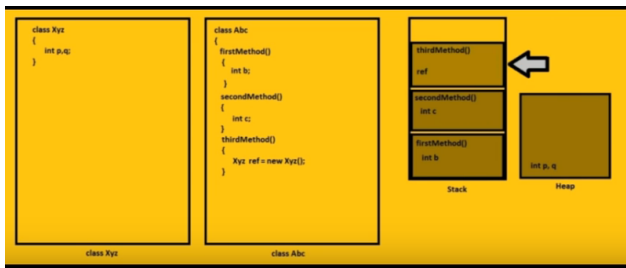 class Xyz
{
int p,q;
}
class Xyz
class Abc
{
firstMethod()
{
int b;
}
secondMethod()
{
int c;
}
thirdMethod()
{
Xyz ref = new Xyz();
}
class Abc
thirdMethod()
ref
secondMethod()
int c
firstMethod()
int b
Stack
int p, q
Heap